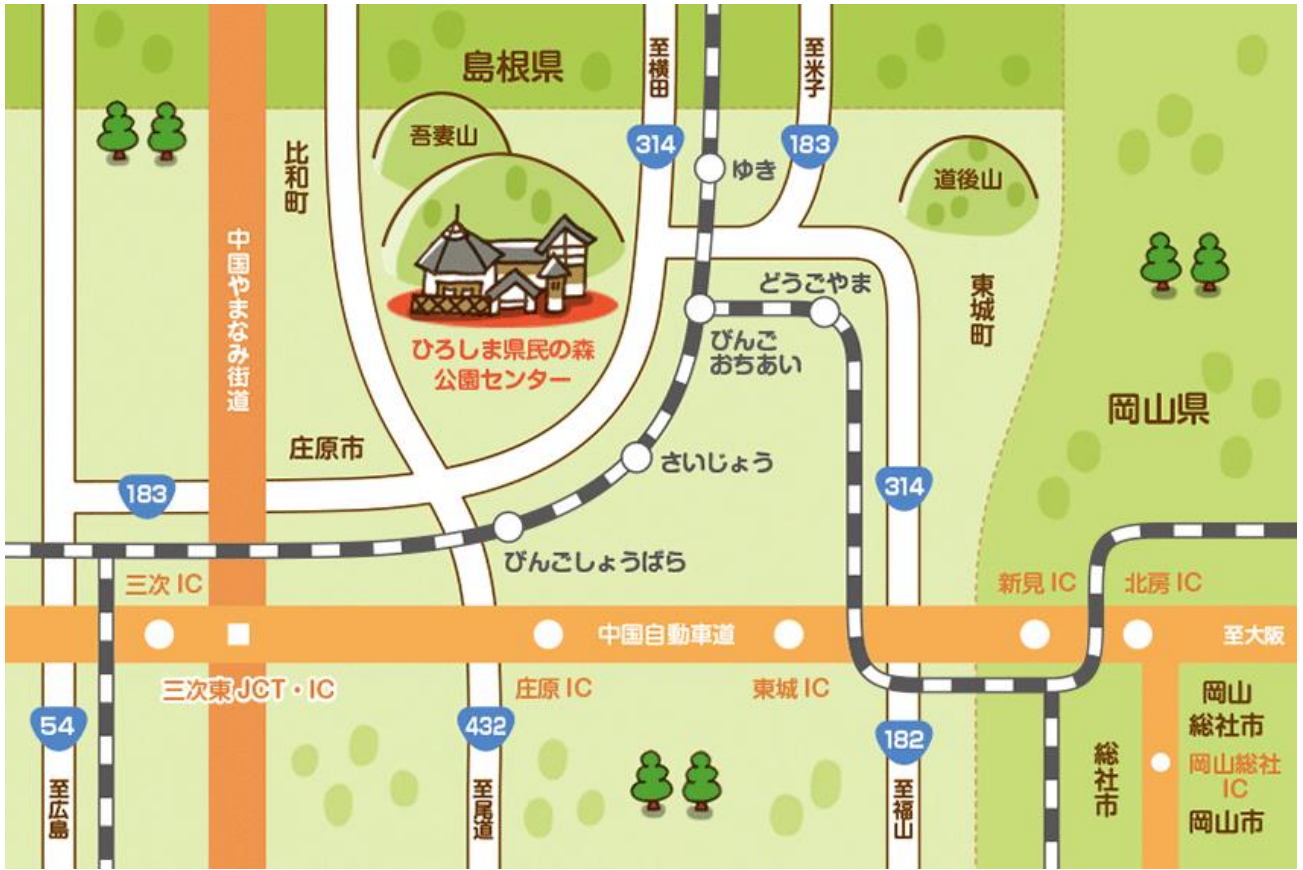 島根県
至横田
至米子
吾妻山
314
183
ゆき
道後山
比和町
中国やまなみ街道
どうごやま
東城町
びんご
おちあい
ひろしま県民の森
公園センター
岡山県
庄原市
さいじょう
183
314
びんごしょうばら
三次 IC
新見 IC
北房 IC
中国自動車道
至大阪
三次東 JCT・IC
庄原 IC
東城 IC
岡山
総社市
54
432
182
総社市
岡山総社
IC
岡山市
至広島
至尾道
至福山